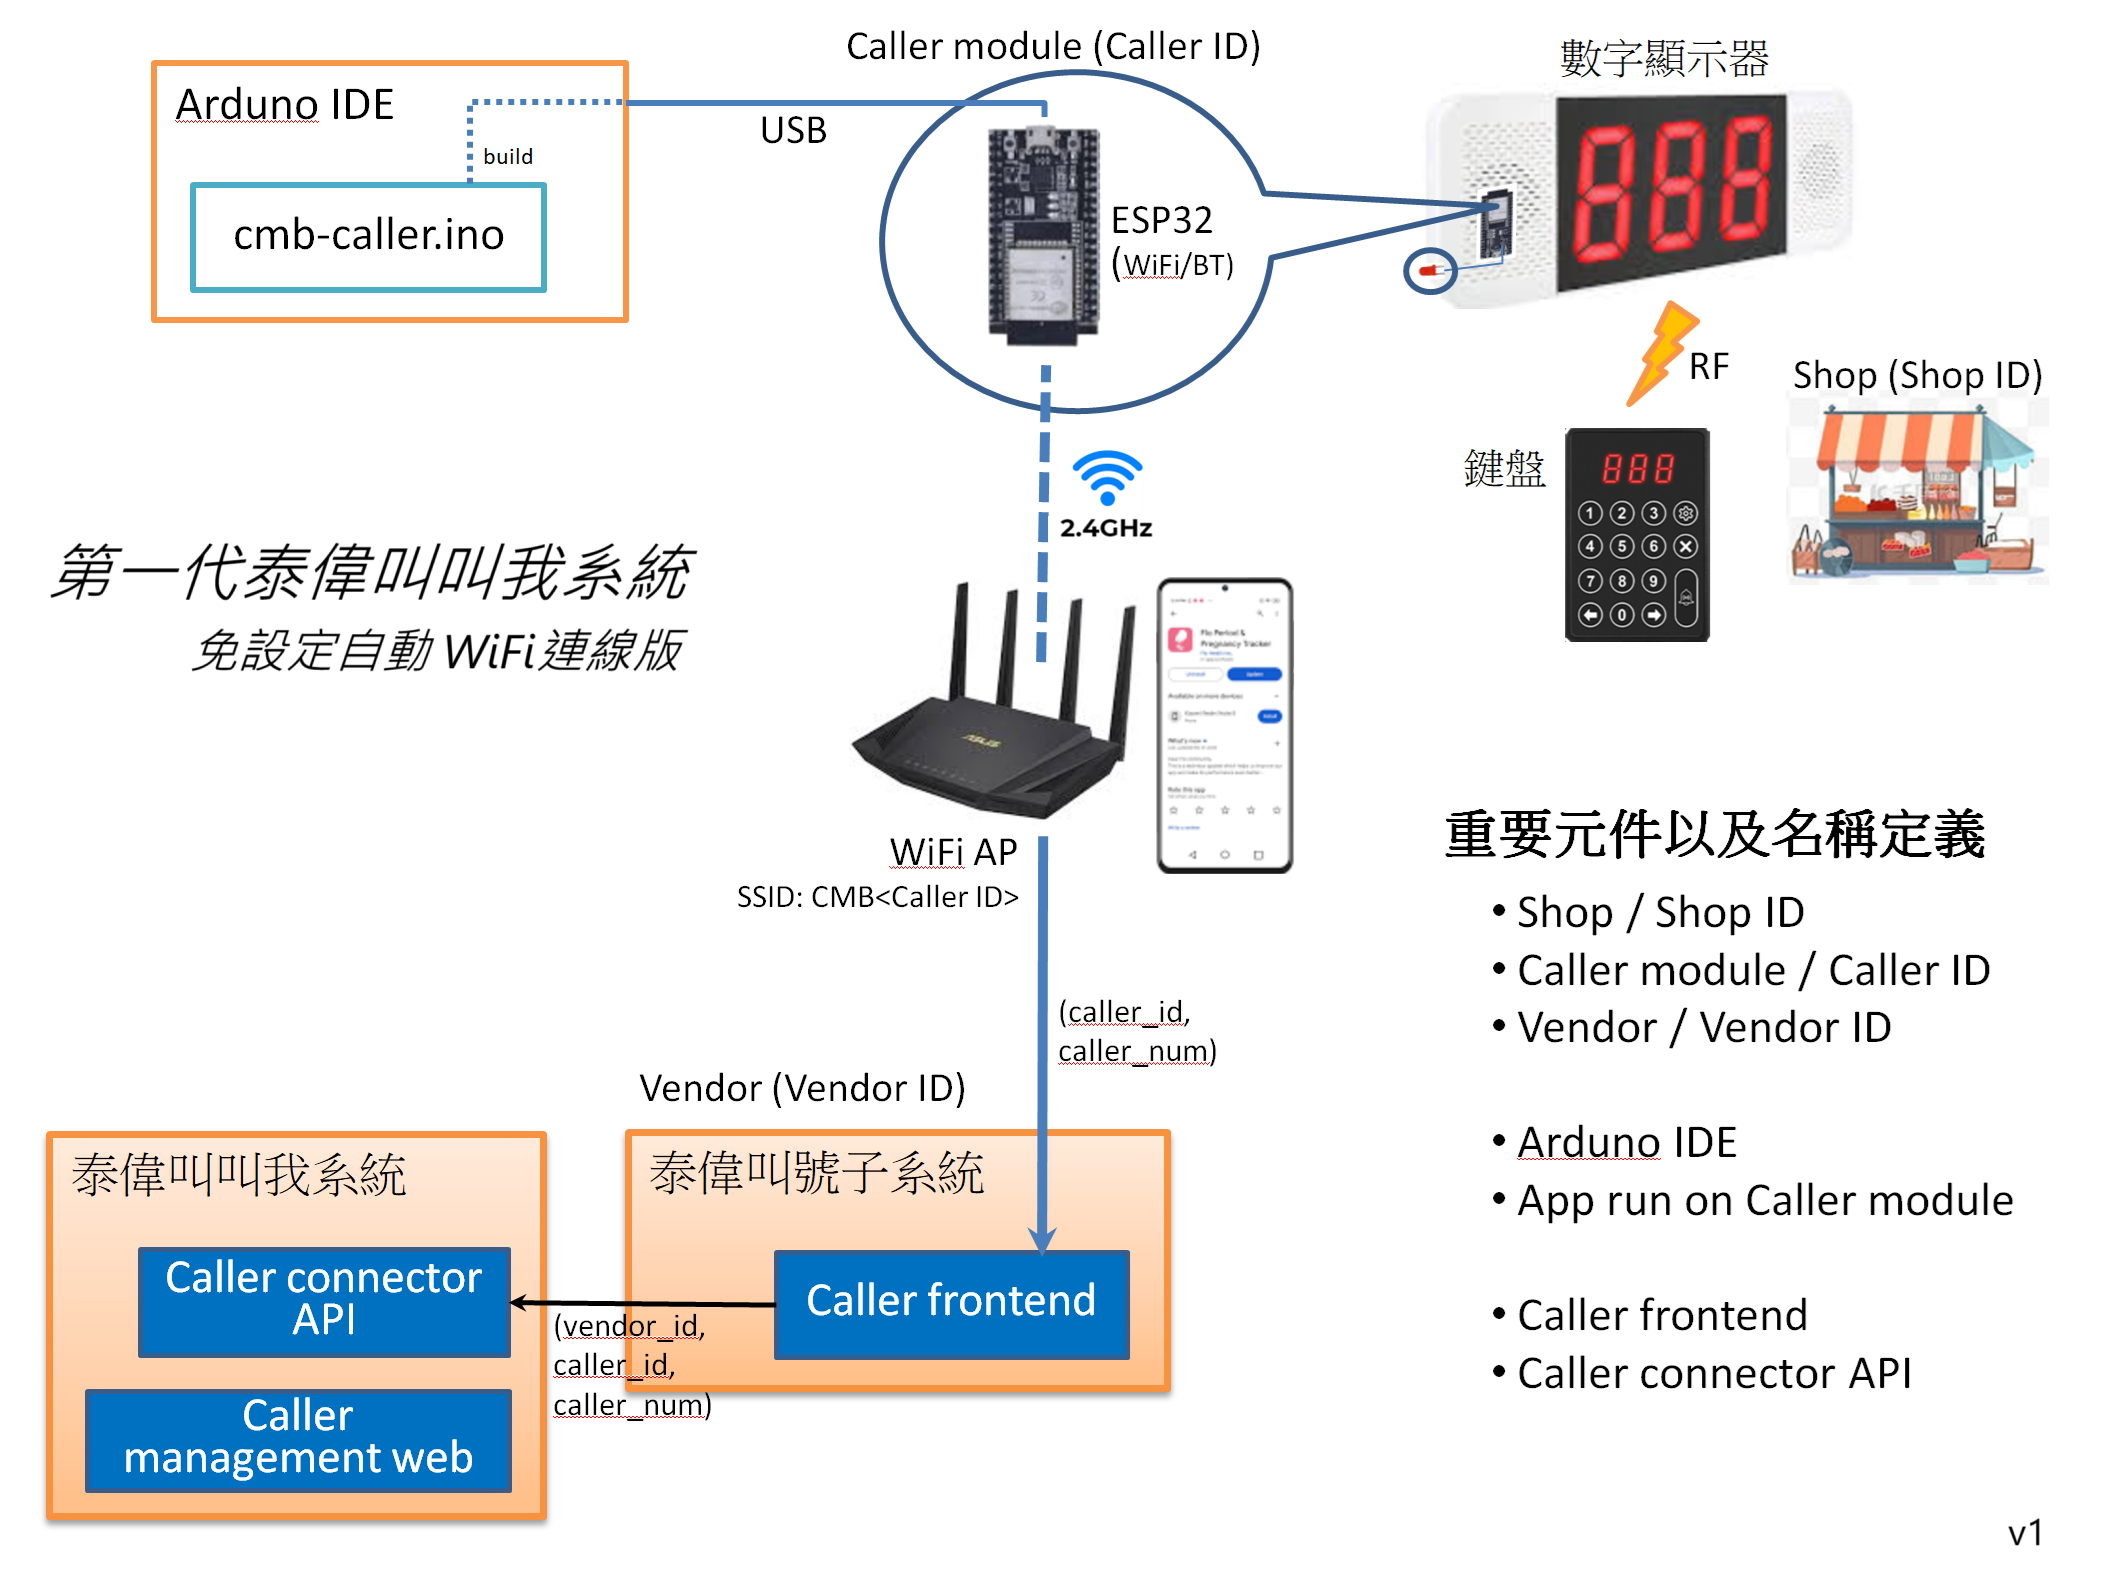 Caller module (Caller ID)
數字顯示器
Arduno IDE
USB
build
cmb-caller.ino
ESP32
(WiFi/BT)
RF
Shop (Shop ID)
鍵盤
888
1 2 3
4 5 6
7 8 9
0
2.4GHz
第一代泰偉叫叫我系統
免設定自動 WiFi連線版
ASUS
Flo Period &
Pregnancy Tracker
WiFi AP
SSID: CMB<Caller ID>
重要元件以及名稱定義
• Shop / Shop ID
• Caller module / Caller ID
• Vendor / Vendor ID
• Arduno IDE
• App run on Caller module
• Caller frontend
• Caller connector API
(caller_id,
caller_num)
Vendor (Vendor ID)
泰偉叫叫我系統
泰偉叫號子系統
Caller connector
API
Caller frontend
(vendor_id,
caller_id,
caller_num)
Caller
management web
v1